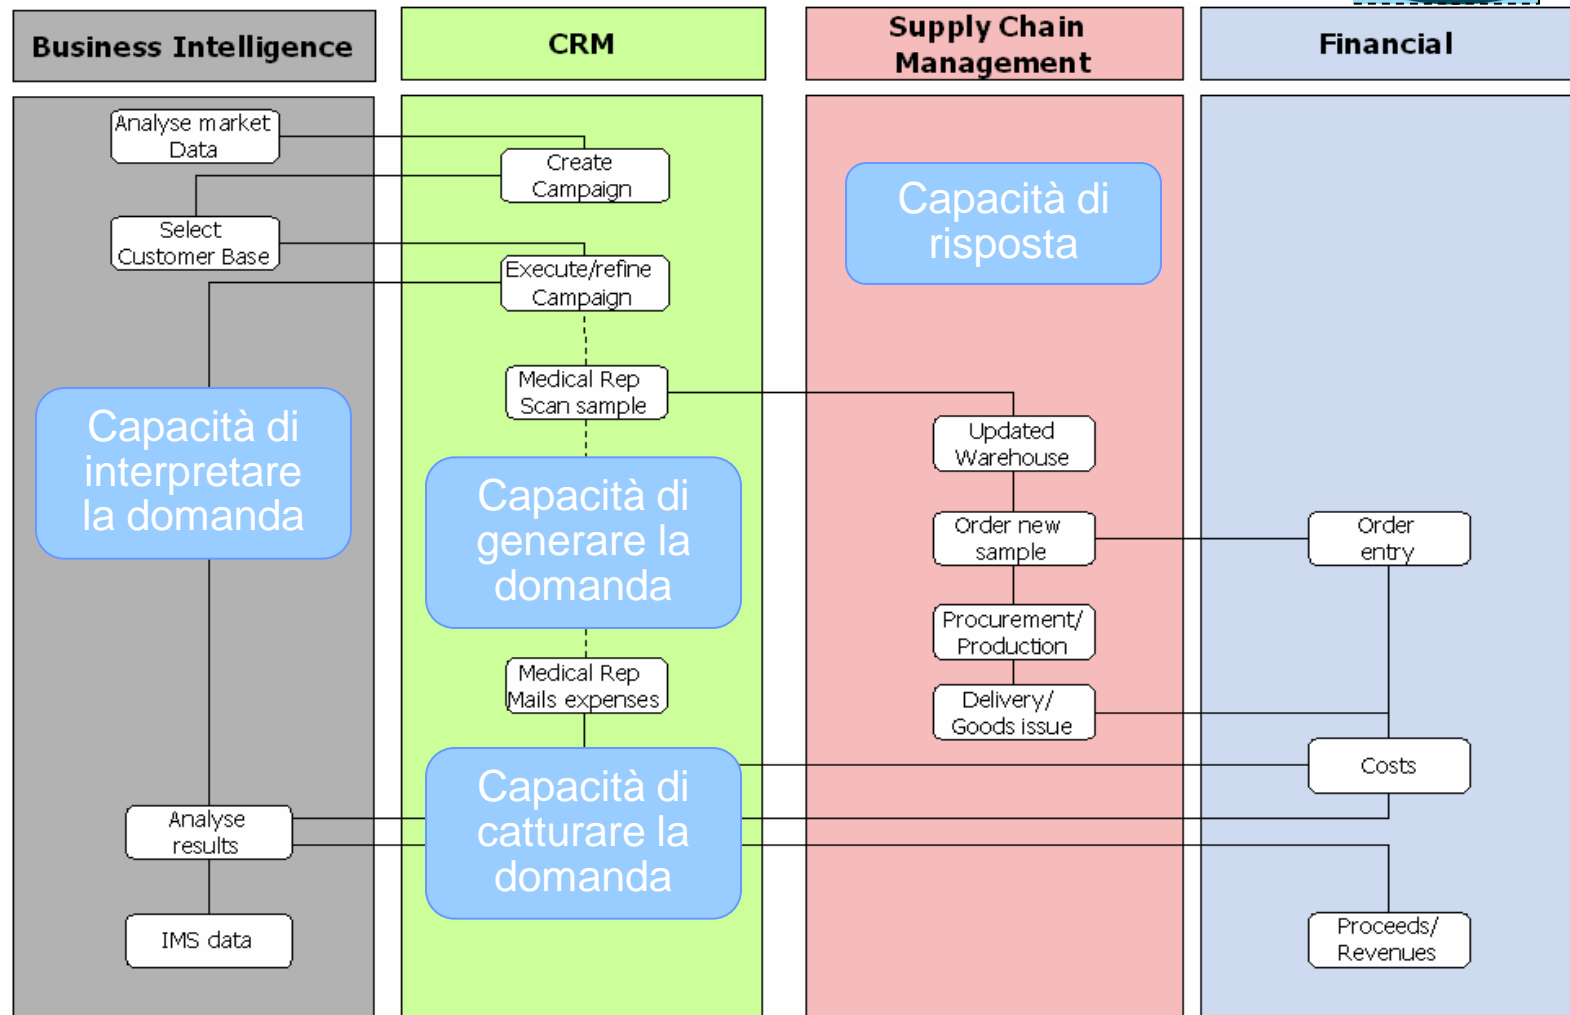 Business Intelligence
CRM
Supply Chain
Management
Financial
Analyse market
Data
Create
Campaign
Select
Customer Base
Execute/refine
Campaign
Capacità di
risposta
Medical Rep
Scan sample
Capacità di
interpretare
la domanda
Updated
Warehouse
Capacità di
generare la
domanda
Order new
sample
Order
entry
Procurement/
Production
Medical Rep
Mails expenses
Delivery/
Goods issue
Costs
Capacità di
catturare la
domanda
Analyse
results
IMS data
Proceeds/
Revenues